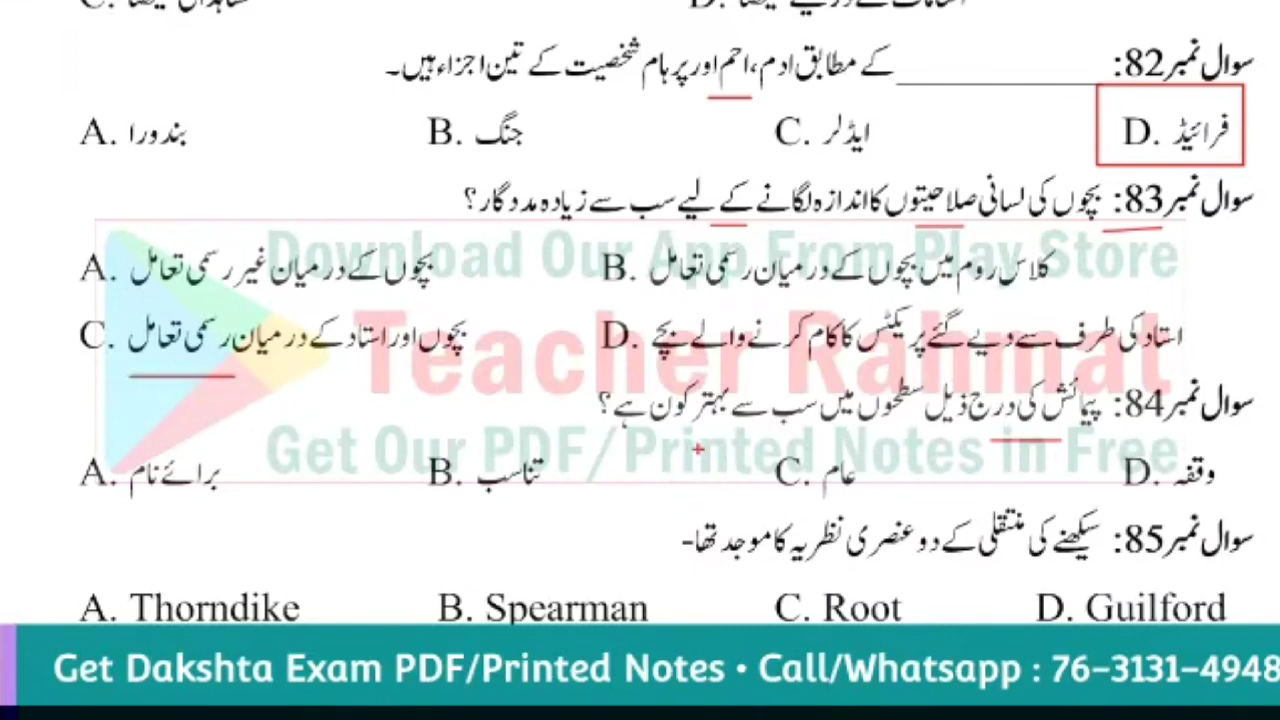 سوال نمبر82: __________ کے مطابق ادم، احم اور پرہام شخصیت کے تین اجزاء ہیں۔
A. بندورا B. جنگ C. ایڈلر D. فرائیڈ
سوال نمبر83: بچوں کی لسانی صلاحیتوں کا اندازہ لگانے کے لیے سب سے زیادہ مددگار؟
A. بچوں کے درمیان غیر رسمی تعامل B. کلاس روم میں بچوں کے درمیان رسمی تعامل
C. بچوں اور استاد کے درمیان رسمی تعامل D. استاد کی طرف سے دیے گئے پریکٹس کا کام کرنے والے بچے
سوال نمبر84: پیمائش کی درج ذیل سطحوں میں سب سے بہتر کون ہے؟
A. برائے نام B. تناسب C. عام D. وقفہ
سوال نمبر85: سیکھنے کی منتقلی کے دو عنصری نظریہ کا موجد تھا-
A. Thorndike B. Spearman C. Root D. Guilford
Download Our App From Play Store
Teacher Rahmat
Get Our PDF/Printed Notes in Free
Get Dakshta Exam PDF/Printed Notes • Call/Whatsapp : 76-3131-4948